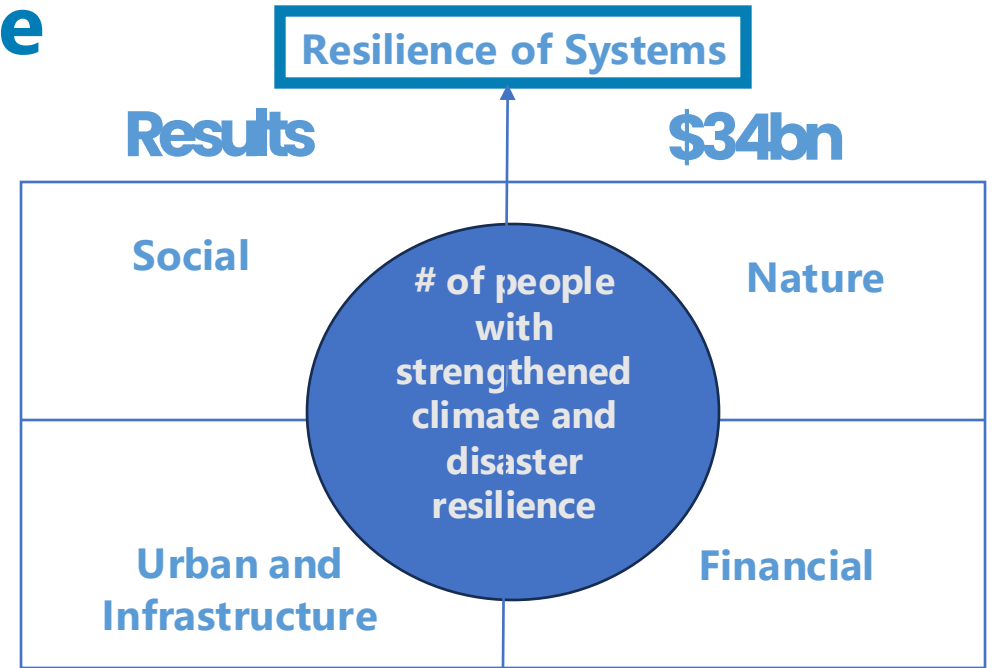 e
Resilience of Systems
Results
$34bn
Social
Nature
# of people
with
strengthened
climate and
disaster
resilience
Urban and
Infrastructure
Financial